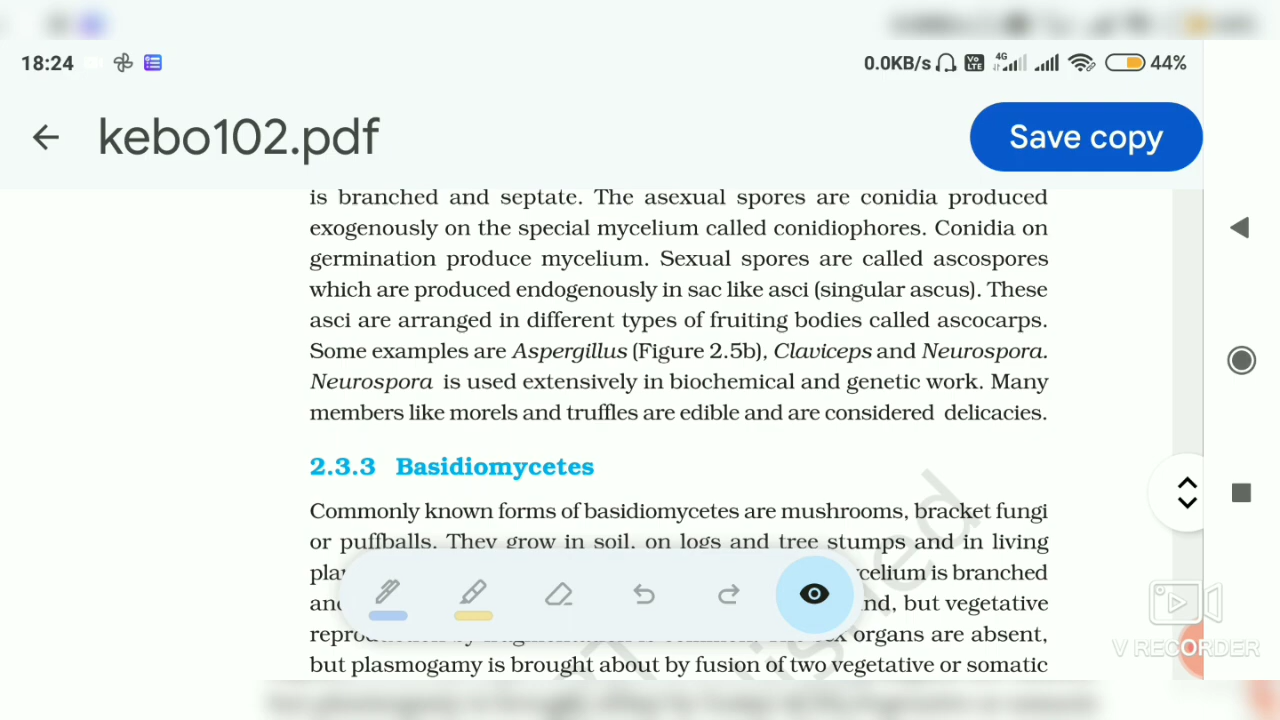 18:24 0.0KB/s Vo LTE 4G 44%
kebo102.pdf Save copy
is branched and septate. The asexual spores are conidia produced
exogenously on the special mycelium called conidiophores. Conidia on
germination produce mycelium. Sexual spores are called ascospores
which are produced endogenously in sac like asci (singular ascus). These
asci are arranged in different types of fruiting bodies called ascocarps.
Some examples are Aspergillus (Figure 2.5b), Claviceps and Neurospora.
Neurospora is used extensively in biochemical and genetic work. Many
members like morels and truffles are edible and are considered delicacies.
2.3.3 Basidiomycetes
Commonly known forms of basidiomycetes are mushrooms, bracket fungi
or puffballs. They grow in soil, on logs and tree stumps and in living
is branched
but vegetative
organs are absent,
but plasmogamy is brought about by fusion of two vegetative or somatic
V RECORDER